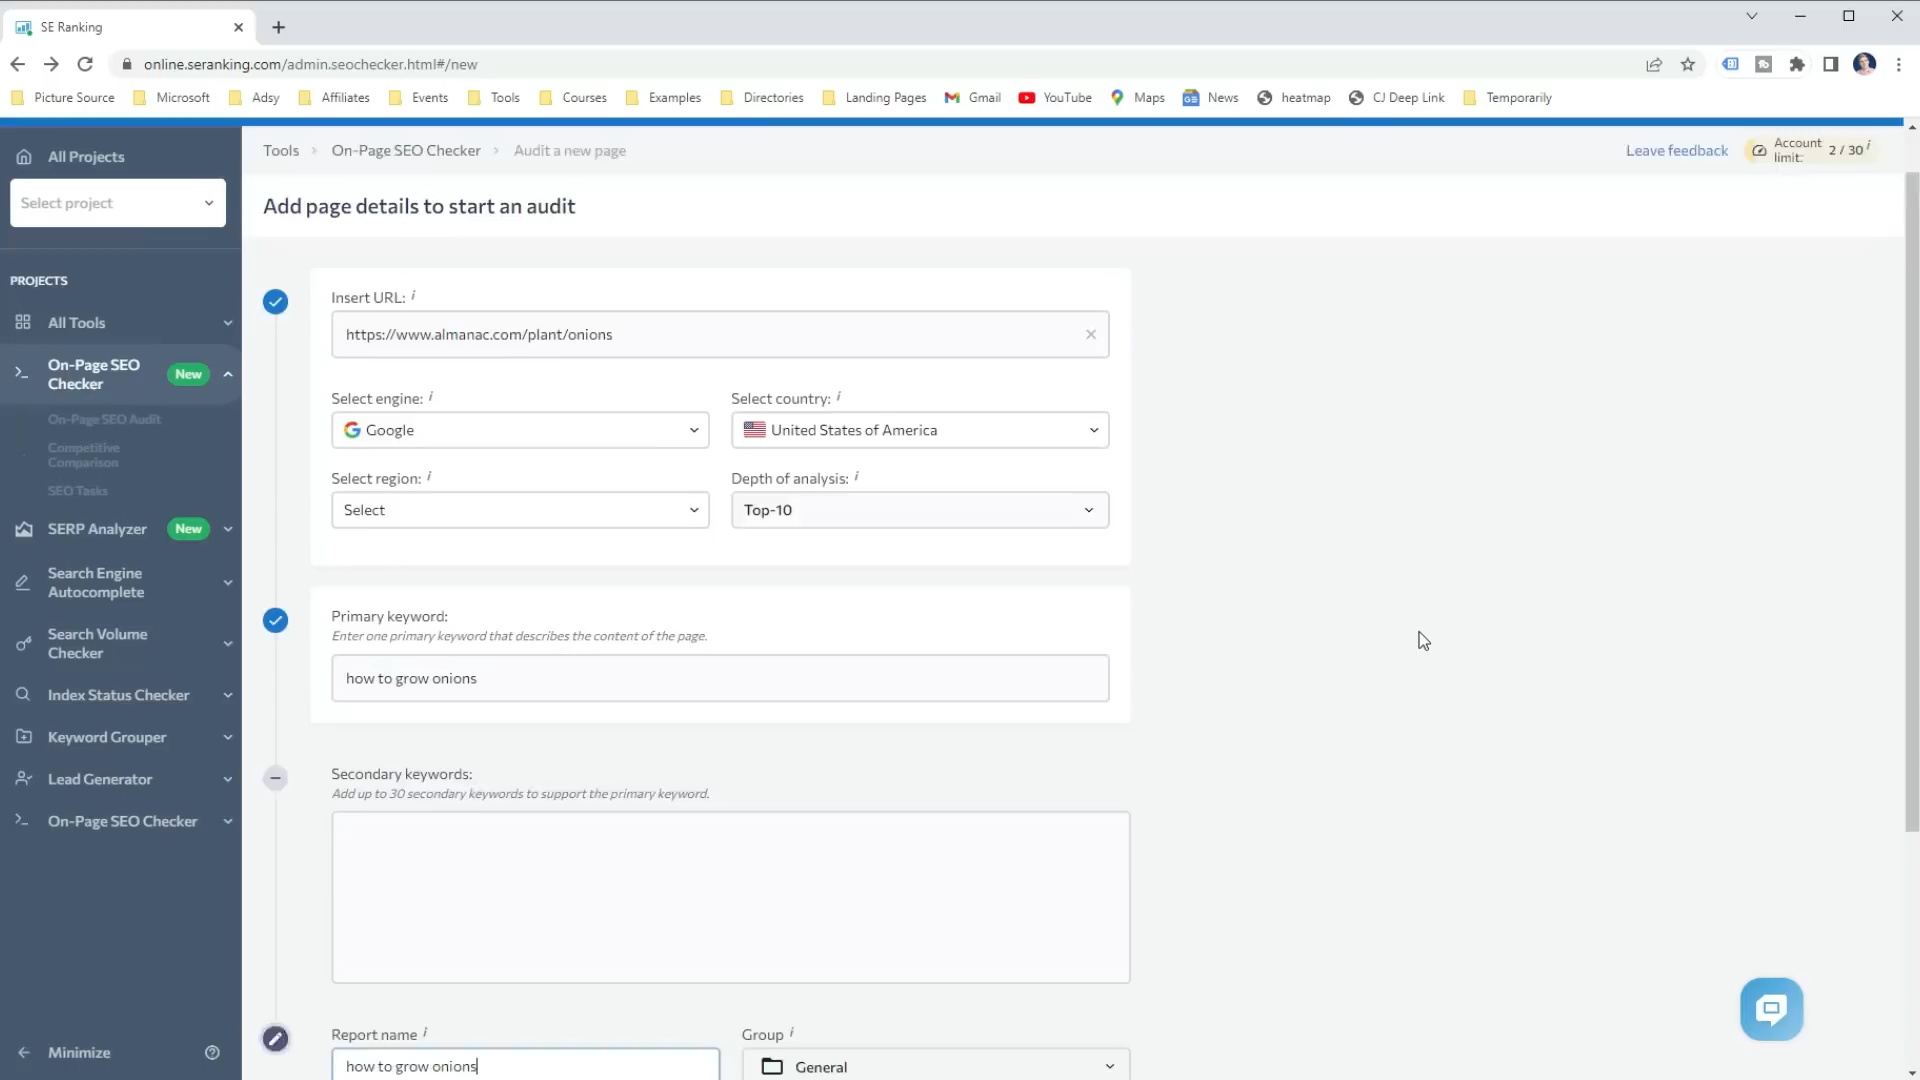 SE Ranking
online.seranking.com/admin.seochecker.html#/new
Picture Source
Microsoft
Adsy
Affiliates
Events
Tools
Courses
Examples
Directories
Landing Pages
Gmail
YouTube
Maps
News
heatmap
CJ Deep Link
Temporarily
All Projects
Select project
PROJECTS
All Tools
On-Page SEO
Checker
New
On-Page SEO Audit
Competitive
Comparison
SEO Tasks
SERP Analyzer
New
Search Engine
Autocomplete
Search Volume
Checker
Index Status Checker
Keyword Grouper
Lead Generator
On-Page SEO Checker
Minimize
Tools > On-Page SEO Checker > Audit a new page
Leave feedback
Account
limit:
2 / 30 i
Add page details to start an audit
Insert URL: i
https://www.almanac.com/plant/onions
Select engine: i
Google
Select country: i
United States of America
Select region: i
Select
Depth of analysis: i
Top-10
Primary keyword:
Enter one primary keyword that describes the content of the page.
how to grow onions
Secondary keywords:
Add up to 30 secondary keywords to support the primary keyword.
Report name i
how to grow onions
Group i
General